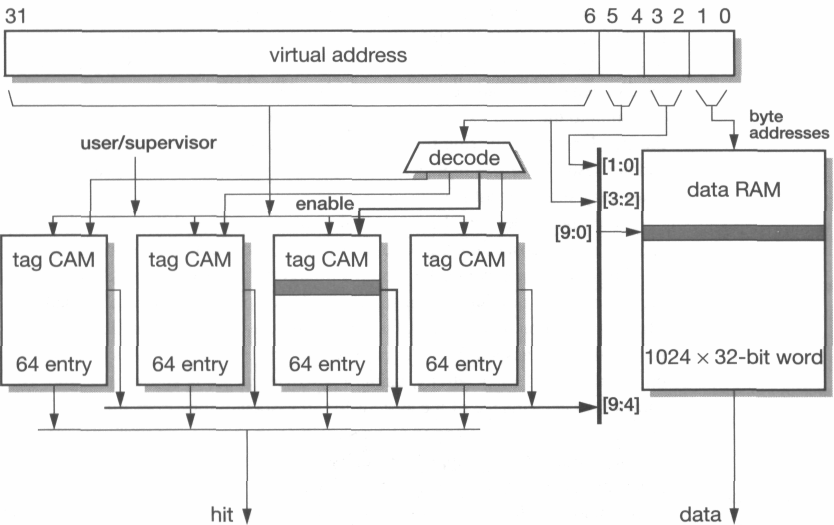 31 6 5 4 3 2 1 0
virtual address
byte
addresses
user/supervisor
decode
[1:0]
data RAM
enable
[3:2]
[9:0]
tag CAM tag CAM tag CAM tag CAM
64 entry 64 entry 64 entry 64 entry
1024 × 32-bit word
[9:4]
hit
data